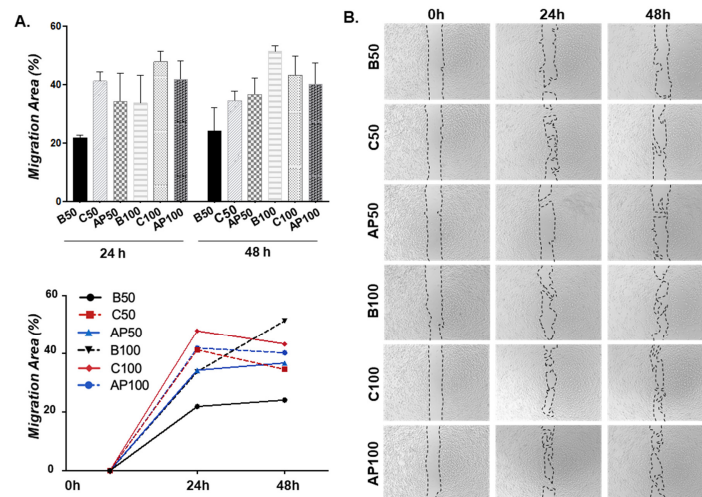 A.
Migration Area (%)
60
40
20
0
B50 C50 AP50 B100 C100 AP100 B50 C50 AP50 B100 C100 AP100
24 h 48 h
Migration Area (%)
60
40
20
0
B50
C50
AP50
B100
C100
AP100
0h 24h 48h
B.
0h 24h 48h
B50
C50
AP50
B100
C100
AP100